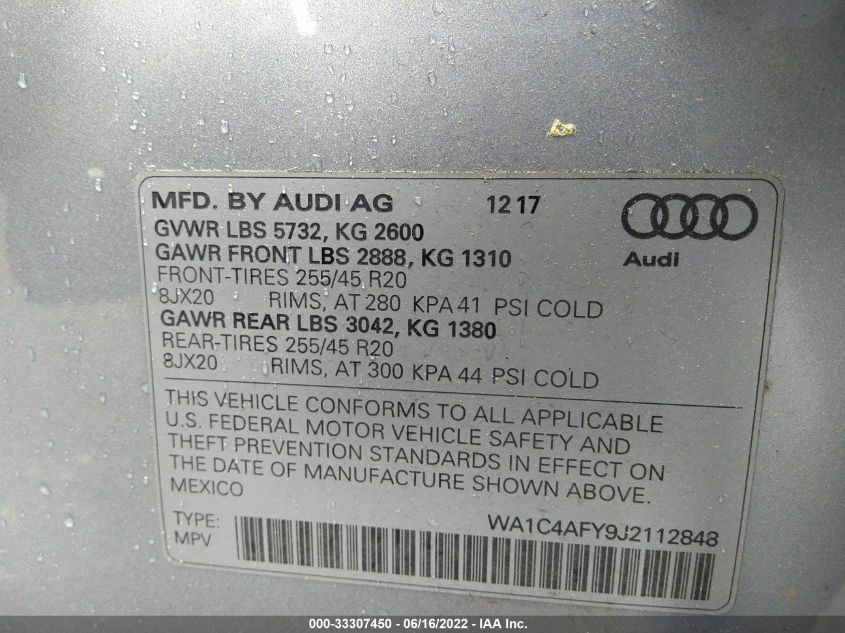 MFD. BY AUDI AG 12 17
GVWR LBS 5732, KG 2600
GAWR FRONT LBS 2888, KG 1310
Audi
FRONT-TIRES 255/45 R20
8JX20 RIMS, AT 280 KPA 41 PSI COLD
GAWR REAR LBS 3042, KG 1380
REAR-TIRES 255/45 R20
8JX20 RIMS, AT 300 KPA 44 PSI COLD
THIS VEHICLE CONFORMS TO ALL APPLICABLE
U.S. FEDERAL MOTOR VEHICLE SAFETY AND
THEFT PREVENTION STANDARDS IN EFFECT ON
THE DATE OF MANUFACTURE SHOWN ABOVE.
MEXICO
WA1C4AFY9J2112848
TYPE:
MPV
000-33307450 - 06/16/2022 - IAA Inc.